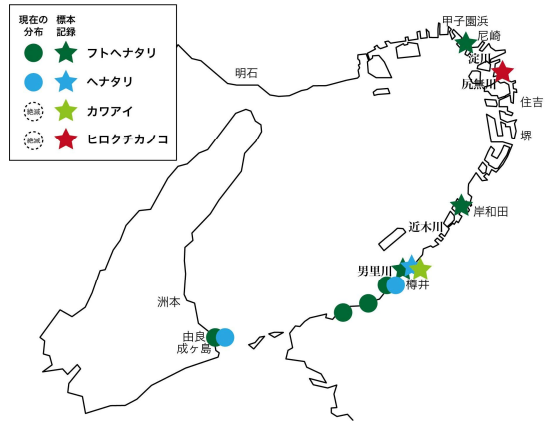 現在の 標本
分布 記録
フトヘナタリ
ヘナタリ
絶滅 カワアイ
絶滅 ヒロクチカノコ
甲子園浜
尼崎
淀川
明石
尻無川
住吉
堺
岸和田
近木川
男里川
樽井
洲本
由良
成ヶ島